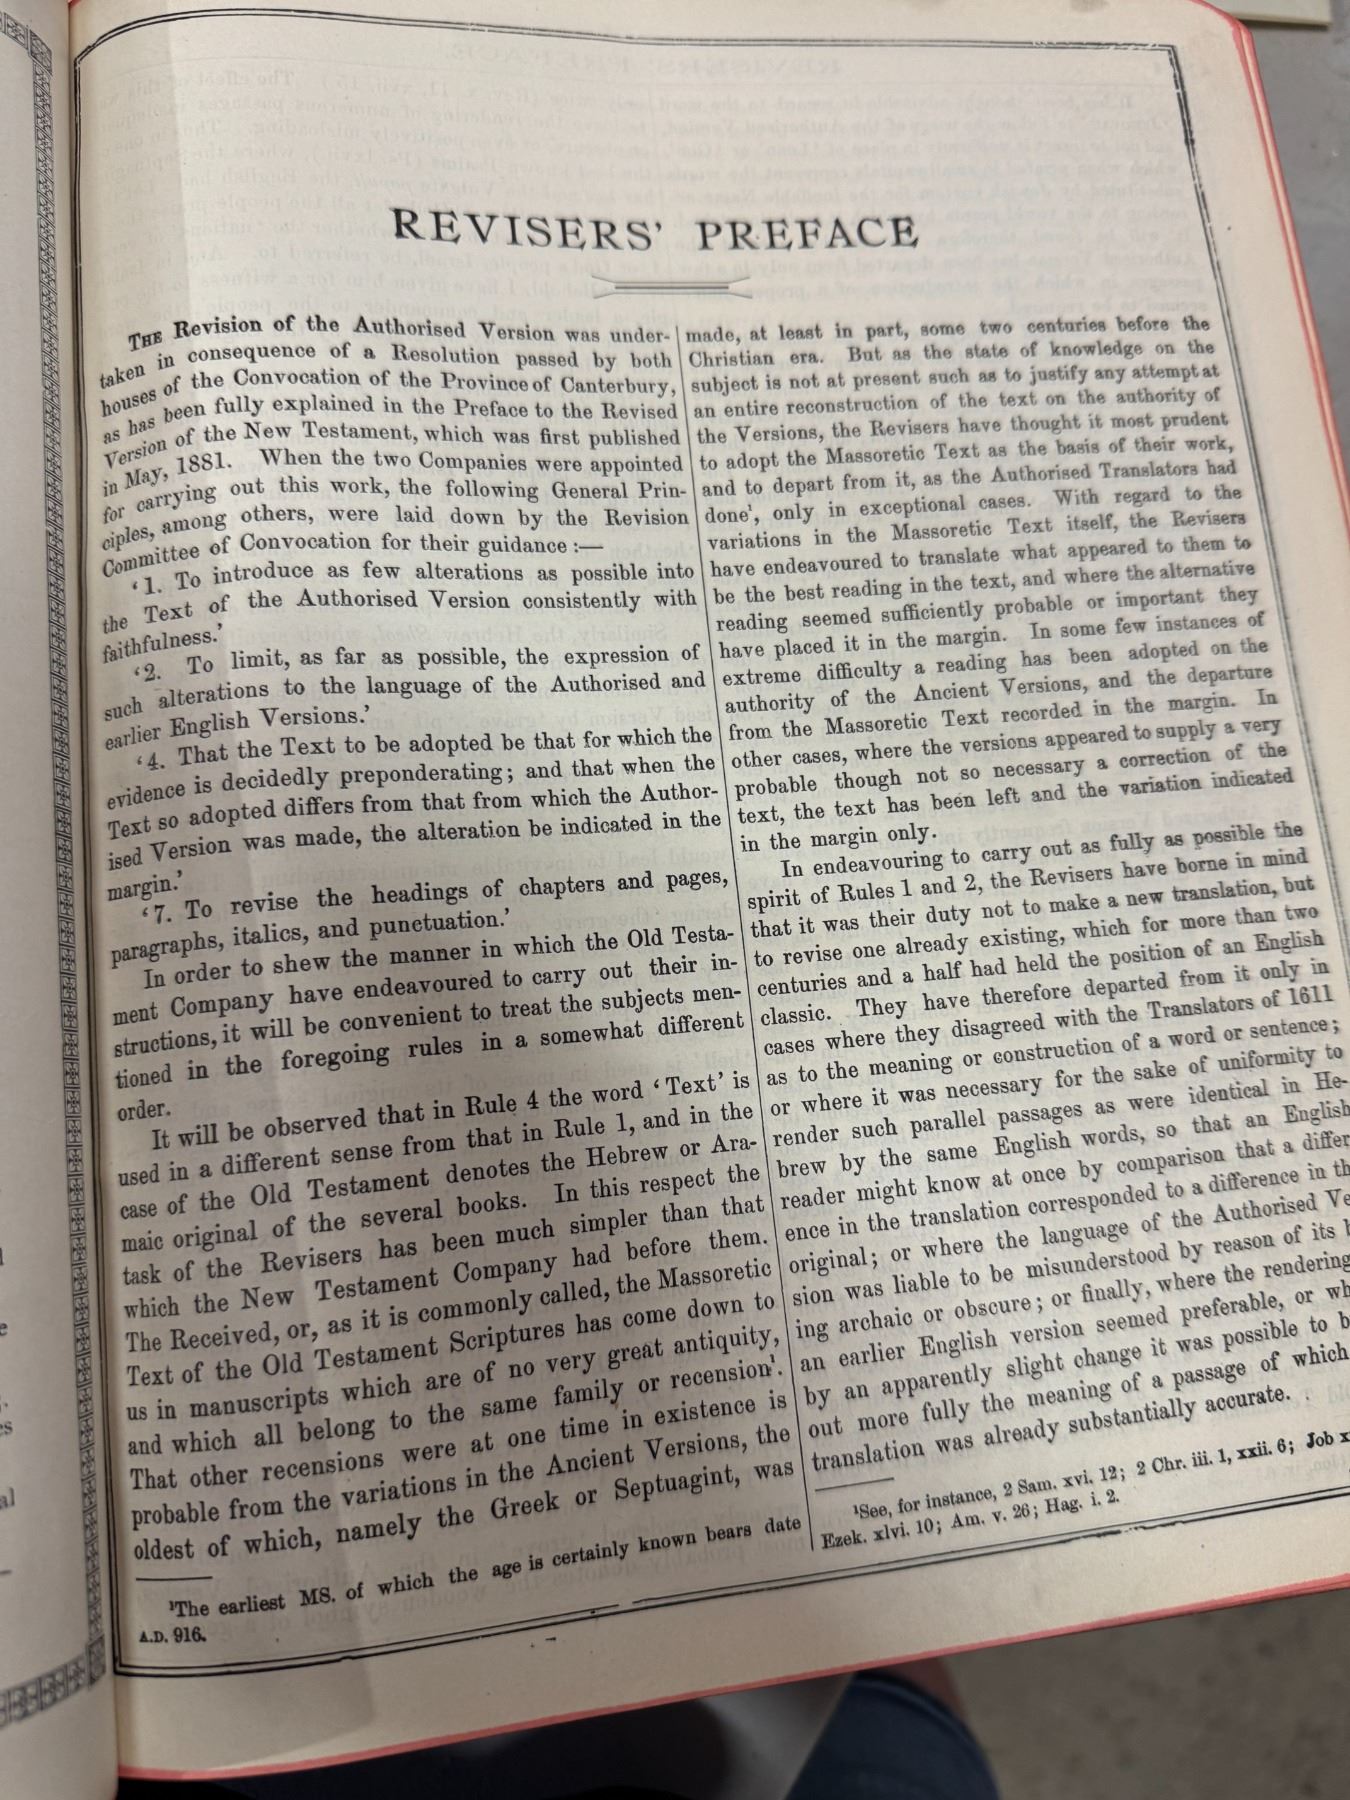 REVISERS' PREFACE
THE Revision of the Authorised Version was under-
taken in consequence of a Resolution passed by both
houses of the Convocation of the Province of Canterbury,
as has been fully explained in the Preface to the Revised
Version of the New Testament, which was first published
in May, 1881. When the two Companies were appointed
for carrying out this work, the following General Prin-
ciples, among others, were laid down by the Revision
Committee of Convocation for their guidance :—
'1. To introduce as few alterations as possible into
the Text of the Authorised Version consistently with
faithfulness.'
'2. To limit, as far as possible, the expression of
such alterations to the language of the Authorised and
earlier English Versions.'
'4. That the Text to be adopted be that for which the
evidence is decidedly preponderating; and that when the
Text so adopted differs from that from which the Author-
ised Version was made, the alteration be indicated in the
margin.'
'7. To revise the headings of chapters and pages,
paragraphs, italics, and punctuation.'
In order to shew the manner in which the Old Testa-
ment Company have endeavoured to carry out their in-
structions, it will be convenient to treat the subjects men-
tioned in the foregoing rules in a somewhat different
order.
It will be observed that in Rule 4 the word 'Text' is
used in a different sense from that in Rule 1, and in the
case of the Old Testament denotes the Hebrew or Ara-
maic original of the several books. In this respect the
task of the Revisers has been much simpler than that
which the New Testament Company had before them.
The Received, or, as it is commonly called, the Massoretic
Text of the Old Testament Scriptures has come down to
us in manuscripts which are of no very great antiquity,
and which all belong to the same family or recension¹.
That other recensions were at one time in existence is
probable from the variations in the Ancient Versions, the
oldest of which, namely the Greek or Septuagint, was
¹The earliest MS. of which the age is certainly known bears date
A.D. 916.
made, at least in part, some two centuries before the
Christian era. But as the state of knowledge on the
subject is not at present such as to justify any attempt at
an entire reconstruction of the text on the authority of
the Versions, the Revisers have thought it most prudent
to adopt the Massoretic Text as the basis of their work,
and to depart from it, as the Authorised Translators had
done¹, only in exceptional cases. With regard to the
variations in the Massoretic Text itself, the Revisers
have endeavoured to translate what appeared to them to
be the best reading in the text, and where the alternative
reading seemed sufficiently probable or important they
have placed it in the margin. In some few instances of
extreme difficulty a reading has been adopted on the
authority of the Ancient Versions, and the departure
from the Massoretic Text recorded in the margin. In
other cases, where the versions appeared to supply a very
probable though not so necessary a correction of the
text, the text has been left and the variation indicated
in the margin only.
In endeavouring to carry out as fully as possible the
spirit of Rules 1 and 2, the Revisers have borne in mind
that it was their duty not to make a new translation, but
to revise one already existing, which for more than two
centuries and a half had held the position of an English
classic. They have therefore departed from it only in
cases where they disagreed with the Translators of 1611
as to the meaning or construction of a word or sentence;
or where it was necessary for the sake of uniformity to
render such parallel passages as were identical in He-
brew by the same English words, so that an English
reader might know at once by comparison that a differ
ence in the translation corresponded to a difference in th
original; or where the language of the Authorised Ve
sion was liable to be misunderstood by reason of its b
ing archaic or obscure; or finally, where the rendering
an earlier English version seemed preferable, or wh
by an apparently slight change it was possible to b
out more fully the meaning of a passage of which
translation was already substantially accurate.
¹See, for instance, 2 Sam. xvi. 12; 2 Chr. iii. 1, xxii. 6; Job x
Ezek. xlvi. 10; Am. v. 26; Hag. i. 2.